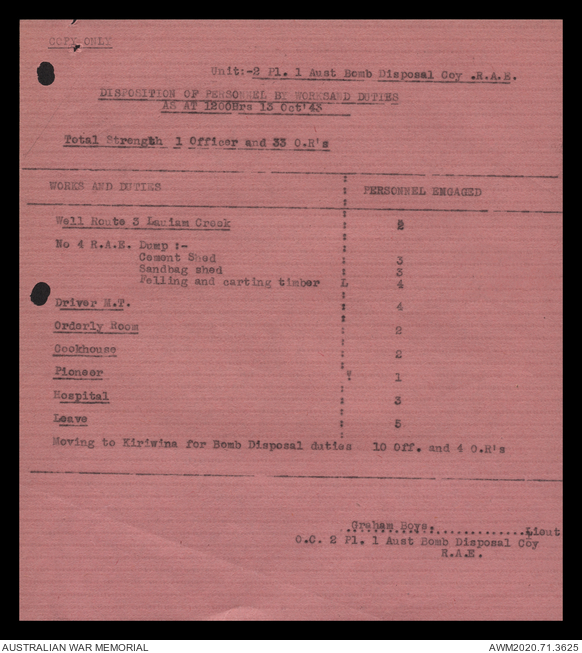 COPY ONLY
Unit:-2 Pl. 1 Aust Bomb Disposal Coy .R.A.E.
DISPOSITION OF PERSONNEL BY WORKSAND DUTIES
AS AT 1200Hrs 13 Oct'43
Total Strength 1 Officer and 33 O.R's
WORKS AND DUTIES PERSONNEL ENGAGED
Well Route 3 Laniam Creek 2
No 4 R.A.E. Dump :-
Cement Shed 3
Sandbag shed 3
Felling and carting timber L 4
Driver M.T. 4
Orderly Room 2
Cookhouse 2
Pioneer 1
Hospital 3
Leave 5
Moving to Kiriwina for Bomb Disposal duties 10 Off. and 4 O.R's
Graham Boys. Lieut
O.C. 2 Pl. 1 Aust Bomb Disposal Coy
R.A.E.
AUSTRALIAN WAR MEMORIAL AWM2020.71.3625